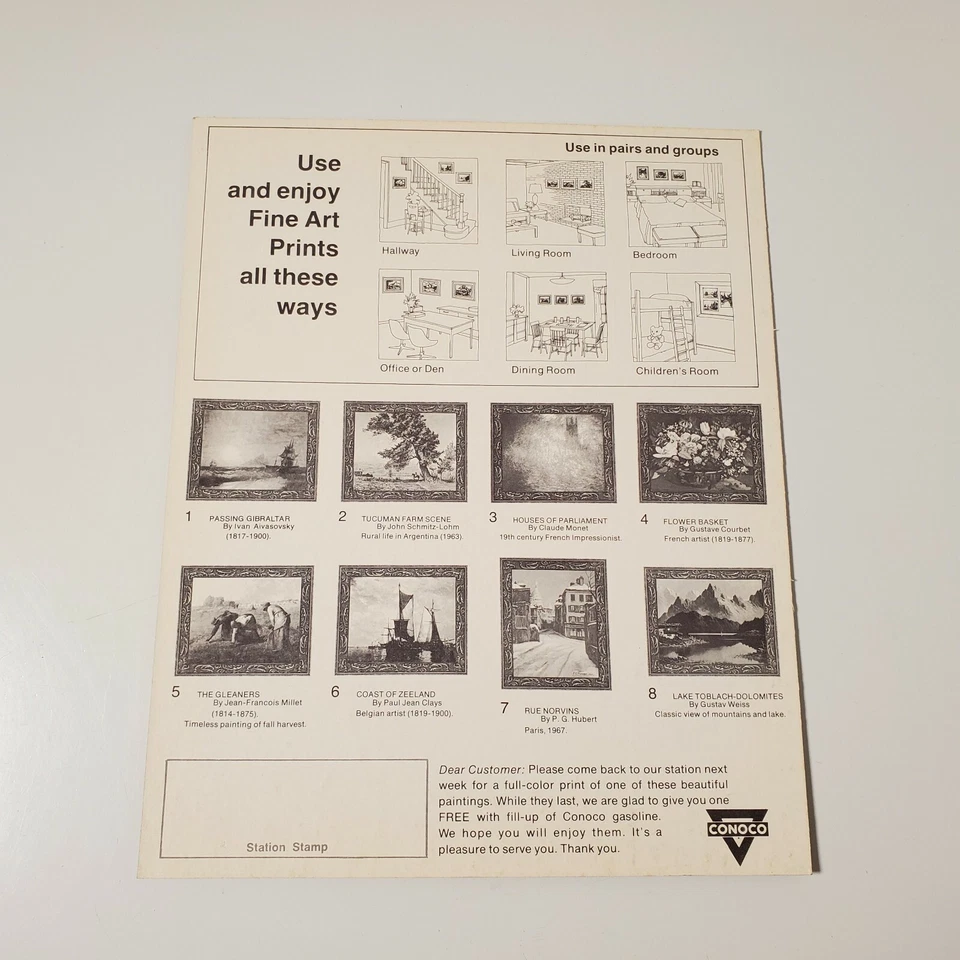 Use
and enjoy
Fine Art
Prints
all these
ways
Use in pairs and groups
Hallway
Living Room
Bedroom
Office or Den
Dining Room
Children's Room
1 PASSING GIBRALTAR
By Ivan Aivasovsky
(1817-1900).
2 TUCUMAN FARM SCENE
By John Schmitz-Lohm
Rural life in Argentina (1963).
3 HOUSES OF PARLIAMENT
By Claude Monet
19th century French Impressionist.
4 FLOWER BASKET
By Gustave Courbet
French artist (1819-1877).
5 THE GLEANERS
By Jean-Francois Millet
(1814-1875).
Timeless painting of fall harvest.
6 COAST OF ZEELAND
By Paul Jean Clays
Belgian artist (1819-1900).
7 RUE NORVINS
By P. G. Hubert
Paris, 1967.
8 LAKE TOBLACH-DOLOMITES
By Gustav Weiss
Classic view of mountains and lake.
Station Stamp
Dear Customer: Please come back to our station next
week for a full-color print of one of these beautiful
paintings. While they last, we are glad to give you one
FREE with fill-up of Conoco gasoline.
We hope you will enjoy them. It's a
pleasure to serve you. Thank you.
CONOCO